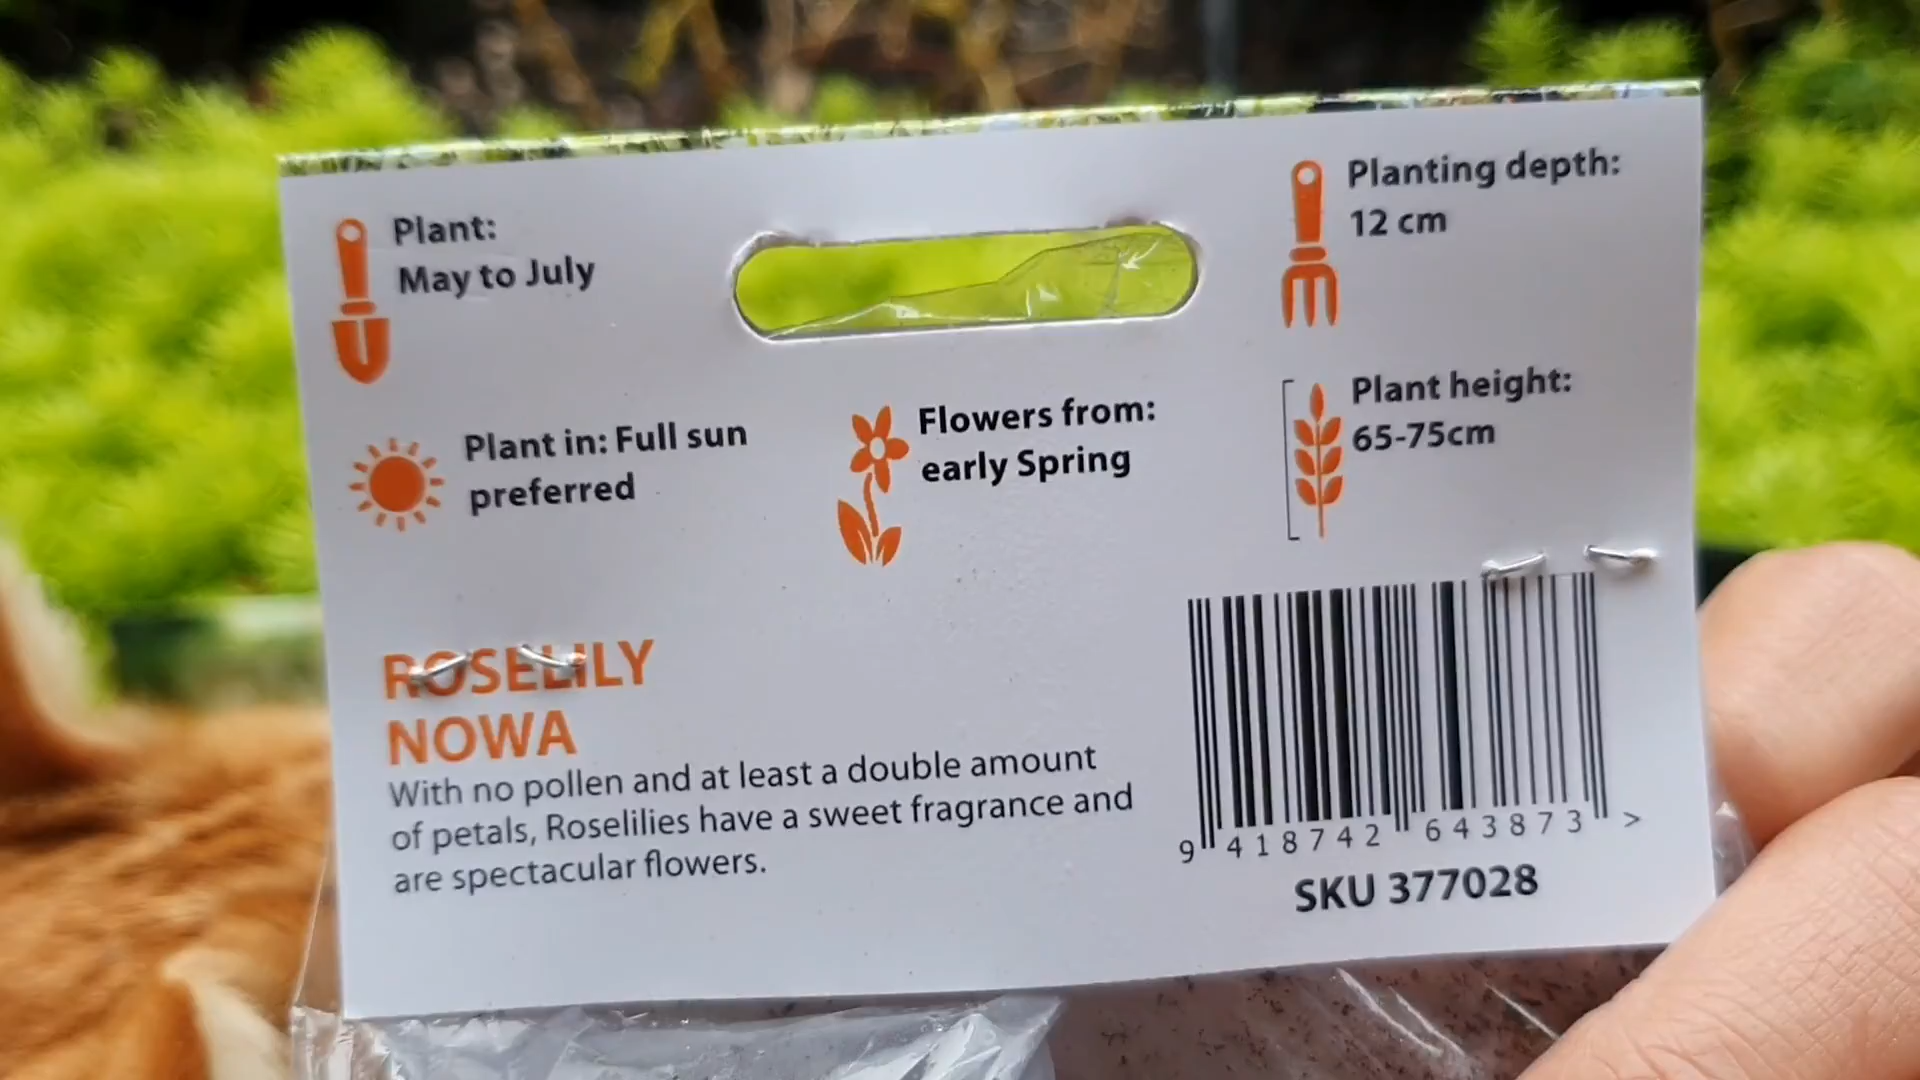 Plant:
May to July
Planting depth:
12 cm
Plant in: Full sun
preferred
Flowers from:
early Spring
Plant height:
65-75cm
ROSELILY
NOWA
With no pollen and at least a double amount
of petals, Roselilies have a sweet fragrance and
are spectacular flowers.
9 418742 643873 >
SKU 377028